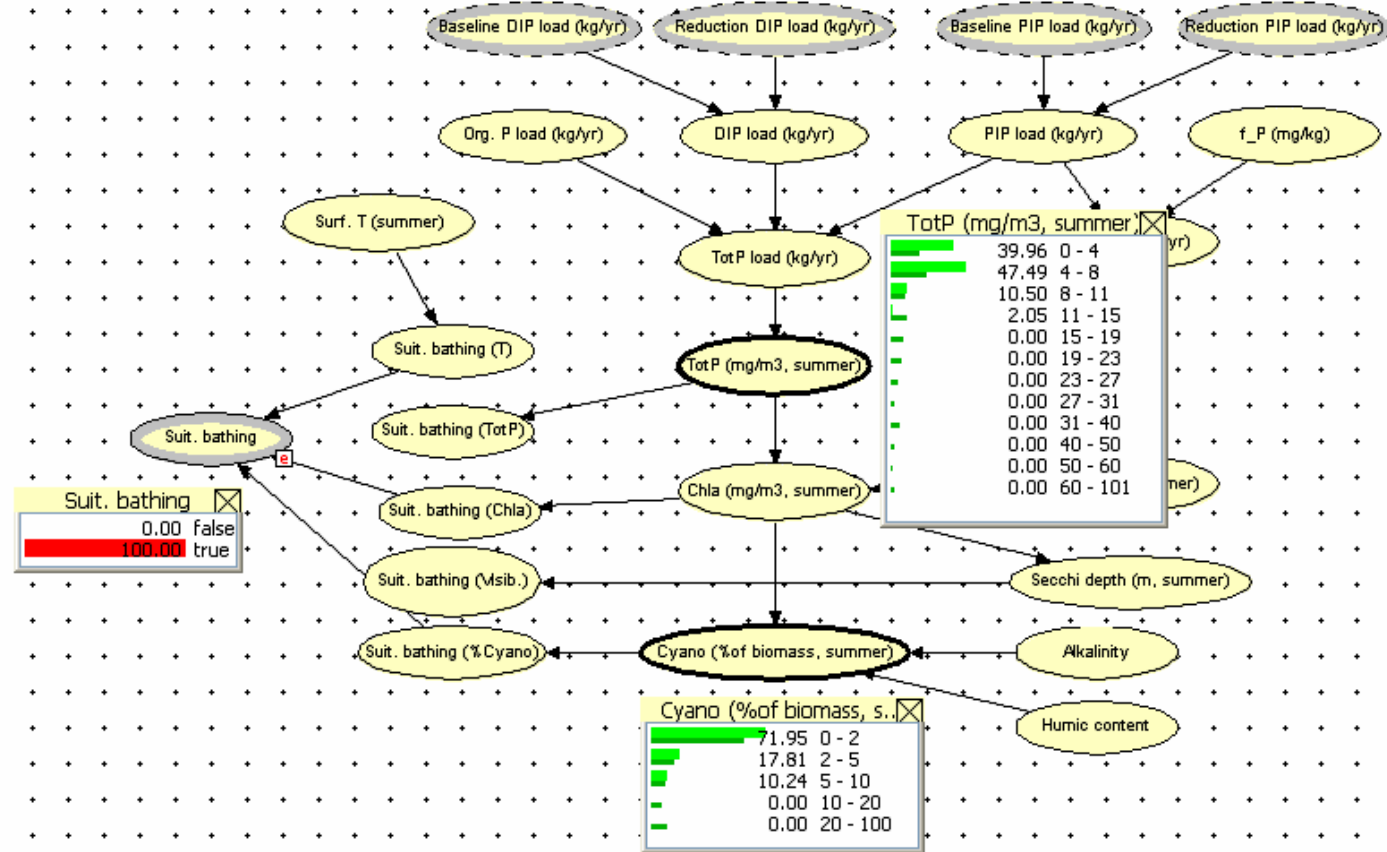 Baseline DIP load (kg/yr)
Reduction DIP load (kg/yr)
Baseline PIP load (kg/yr)
Reduction PIP load (kg/yr)
Org. P load (kg/yr)
DIP load (kg/yr)
PIP load (kg/yr)
f_P (mg/kg)
Surf. T (summer)
TotP load (kg/yr)
TotP (mg/m3, summer)
39.96 0 - 4
47.49 4 - 8
10.50 8 - 11
2.05 11 - 15
0.00 15 - 19
0.00 19 - 23
0.00 23 - 27
0.00 27 - 31
0.00 31 - 40
0.00 40 - 50
0.00 50 - 60
0.00 60 - 101
yr)
Suit. bathing (T)
TotP (mg/m3, summer)
Suit. bathing
e
Suit. bathing (TotP)
Suit. bathing
0.00 false
100.00 true
Suit. bathing (Chla)
Chla (mg/m3, summer)
mer)
Suit. bathing (Visib.)
Secchi depth (m, summer)
Suit. bathing (%Cyano)
Cyano (%of biomass, summer)
Alkalinity
Humic content
Cyano (%of biomass, s..
71.95 0 - 2
17.81 2 - 5
10.24 5 - 10
0.00 10 - 20
0.00 20 - 100